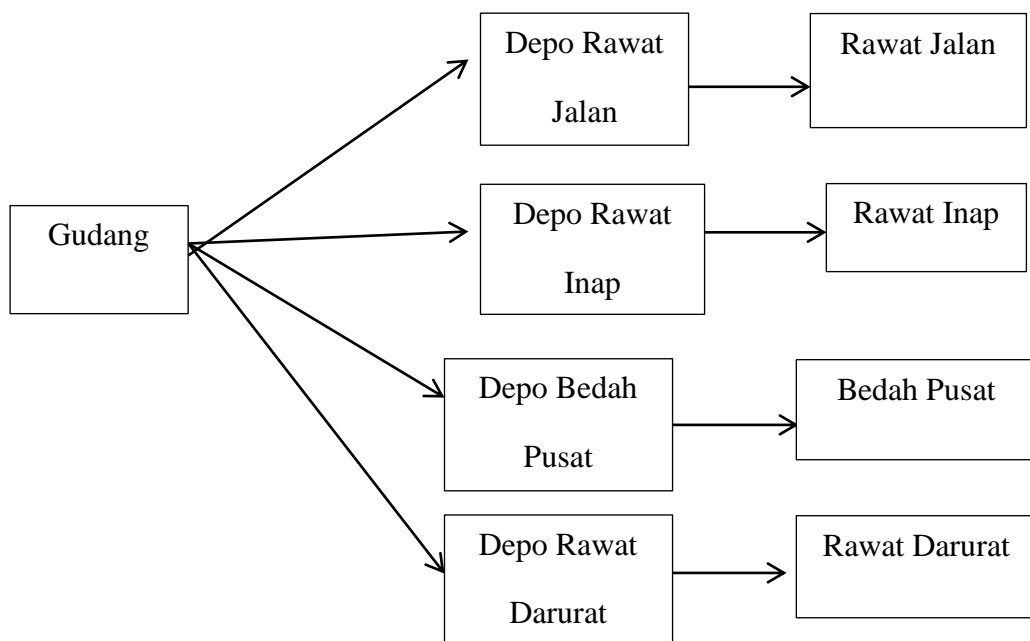 Depo Rawat
Jalan
Rawat Jalan
Gudang
Depo Rawat
Inap
Rawat Inap
Depo Bedah
Pusat
Bedah Pusat
Depo Rawat
Darurat
Rawat Darurat